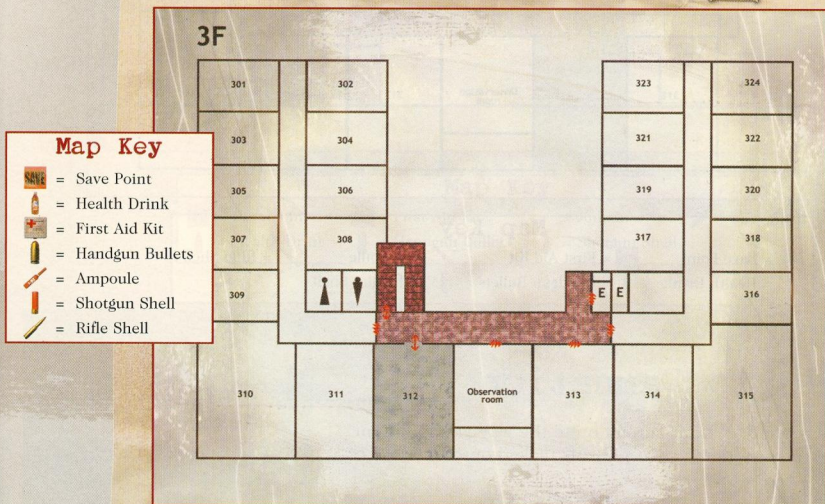 3F
301
302
323
324
303
304
321
322
305
306
319
320
307
308
317
318
309
E
E
316
310
311
312
Observation
room
313
314
315
Map Key
SAVE = Save Point
= Health Drink
= First Aid Kit
= Handgun Bullets
= Ampoule
= Shotgun Shell
= Rifle Shell